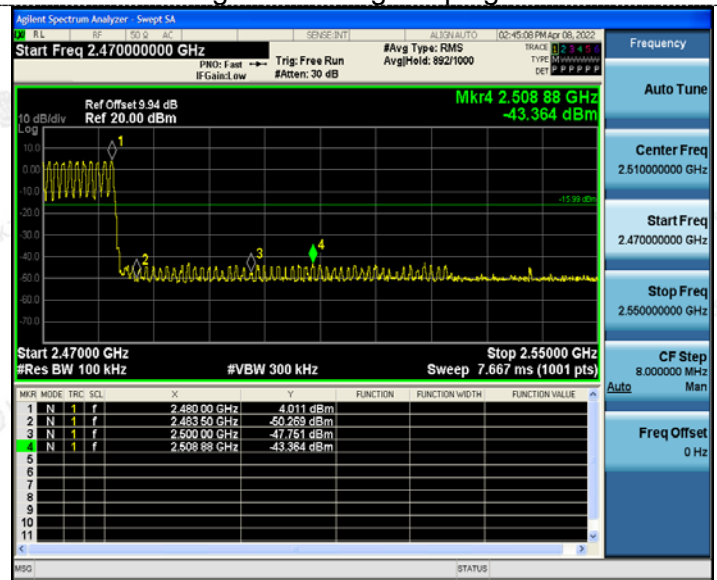 Agilent Spectrum Analyzer - Swept SA
RL RF 50 Ω AC SENSE:INT ALIGNAUTO 02:45:08 PM Apr 08, 2022
Start Freq 2.470000000 GHz
PNO: Fast
IFGain:Low
Trig: Free Run
#Atten: 30 dB
#Avg Type: RMS
Avg|Hold: 892/1000
TRACE 1 2 3 4 5 6
TYPE M
DET P P P P P P
Ref Offset 9.94 dB
Ref 20.00 dBm
10 dB/div
Log
Mkr4 2.508 88 GHz
-43.364 dBm
10.0
0.00
-10.0
-20.0
-30.0
-40.0
-50.0
-60.0
-70.0
1
2
3
4
-15.99 dBm
Start 2.47000 GHz Stop 2.55000 GHz
#Res BW 100 kHz #VBW 300 kHz Sweep 7.667 ms (1001 pts)
MKR MODE TRC SCL X Y FUNCTION FUNCTION WIDTH FUNCTION VALUE
1 N 1 f 2.480 00 GHz 4.011 dBm
2 N 1 f 2.483 50 GHz -50.269 dBm
3 N 1 f 2.500 00 GHz -47.751 dBm
4 N 1 f 2.508 88 GHz -43.364 dBm
5
6
7
8
9
10
11
MSG STATUS
Frequency
Auto Tune
Center Freq
2.510000000 GHz
Start Freq
2.470000000 GHz
Stop Freq
2.550000000 GHz
CF Step
8.000000 MHz
Auto Man
Freq Offset
0 Hz